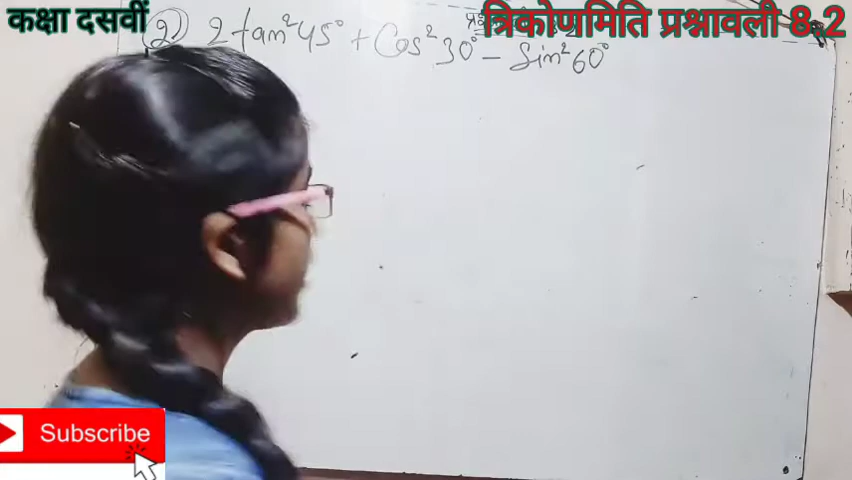 कक्षा दसवीं
त्रिकोणमिति प्रश्नावली 8.2
(2) 2 tan²45° + Cos²30° – Sin²60°
Subscribe